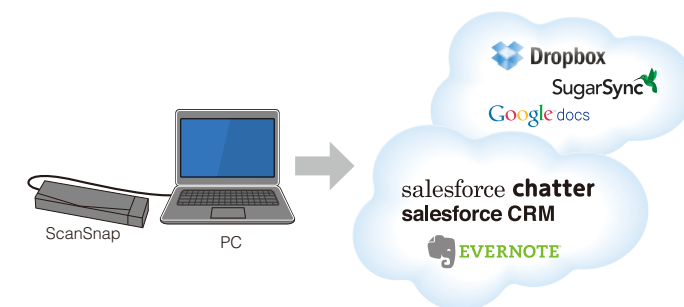 Dropbox
SugarSync
Google docs
salesforce chatter
salesforce CRM
EVERNOTE
ScanSnap
PC